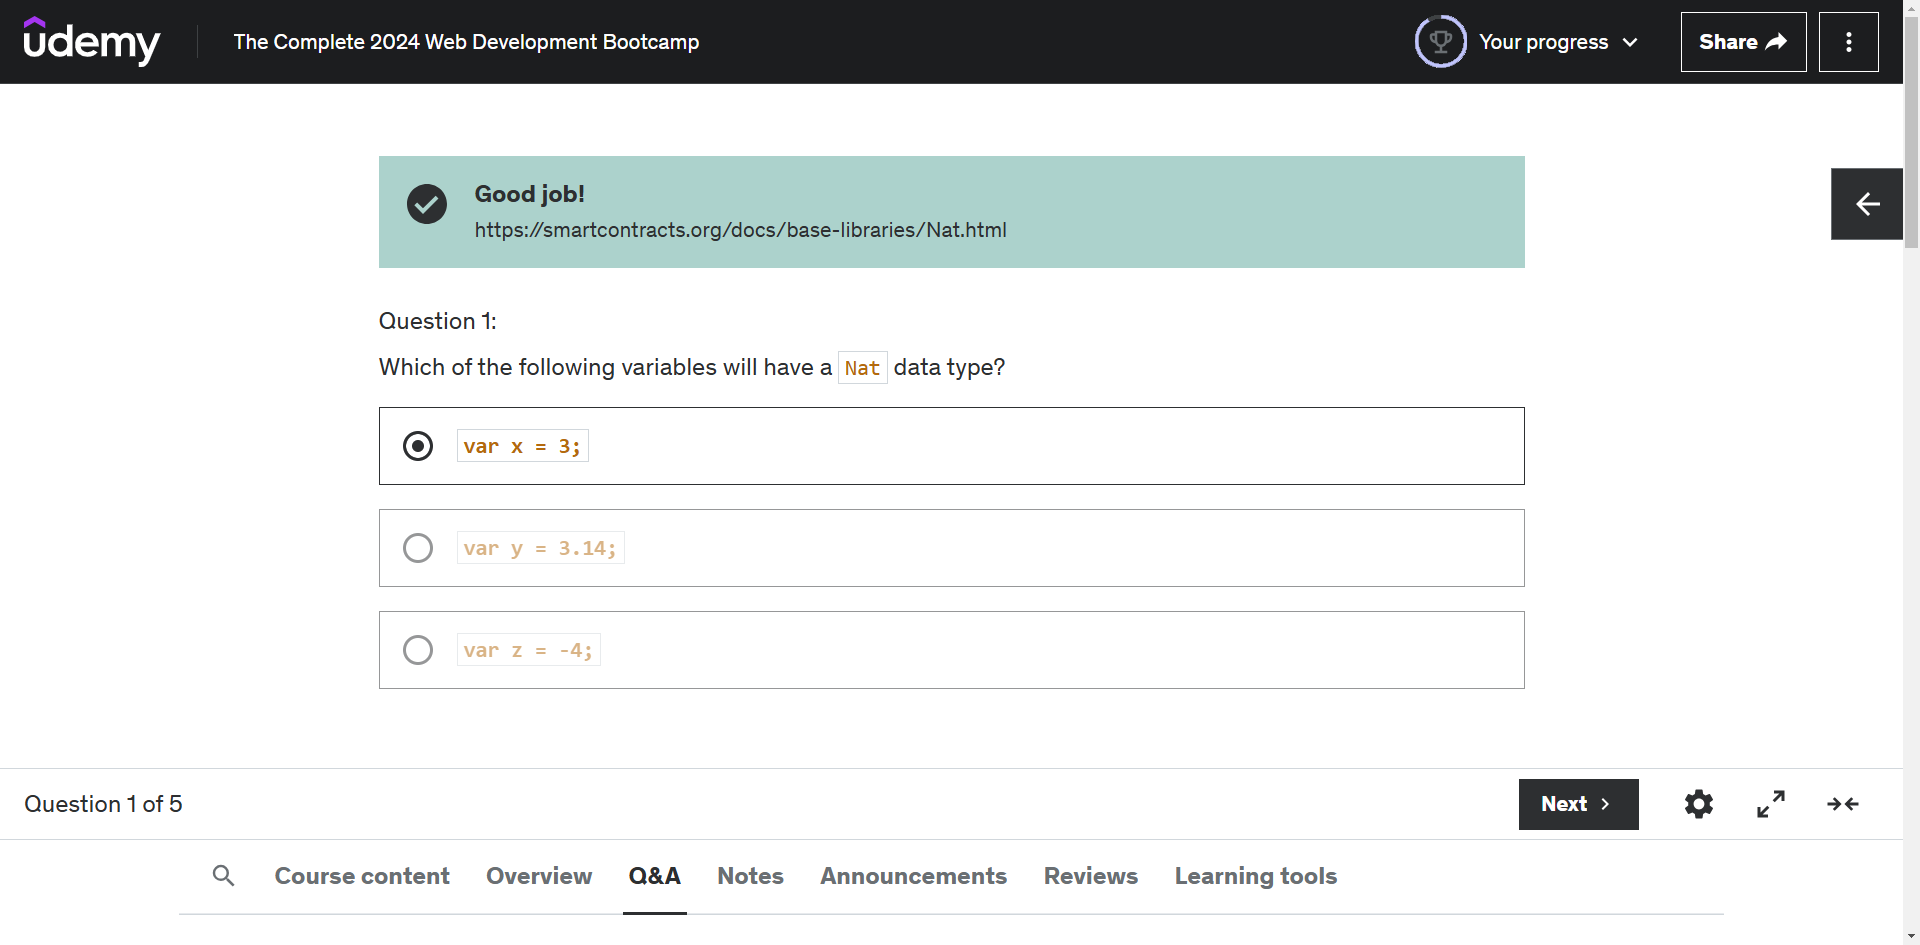 udemy
The Complete 2024 Web Development Bootcamp
Your progress
Share
Good job!
https://smartcontracts.org/docs/base-libraries/Nat.html
Question 1:
Which of the following variables will have a Nat data type?
var x = 3;
var y = 3.14;
var z = -4;
Question 1 of 5
Next
Course content Overview Q&A Notes Announcements Reviews Learning tools